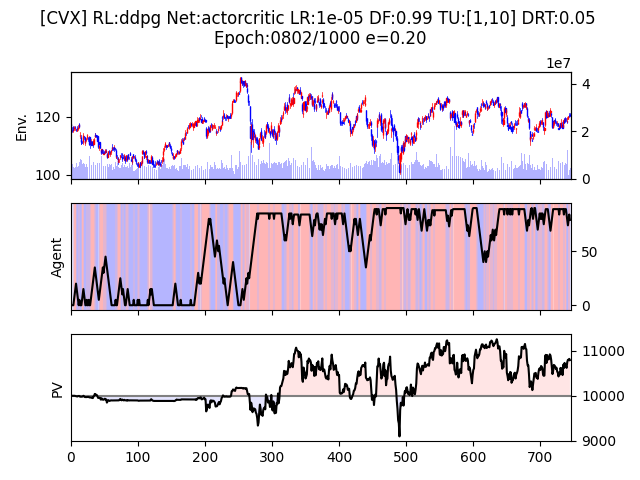 [CVX] RL:ddpg Net:actorcritic LR:1e-05 DF:0.99 TU:[1,10] DRT:0.05
Epoch:0802/1000 e=0.20
1e7
Env.
120
100
4
2
0
Agent
50
0
PV
11000
10000
9000
0 100 200 300 400 500 600 700